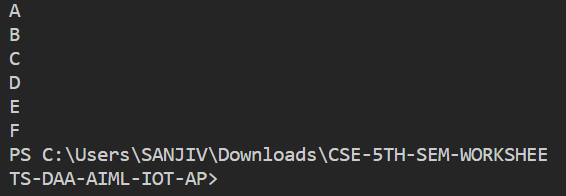 A
B
C
D
E
F
PS C:\Users\SANJIV\Downloads\CSE-5TH-SEM-WORKSHEE
TS-DAA-AIML-IOT-AP>